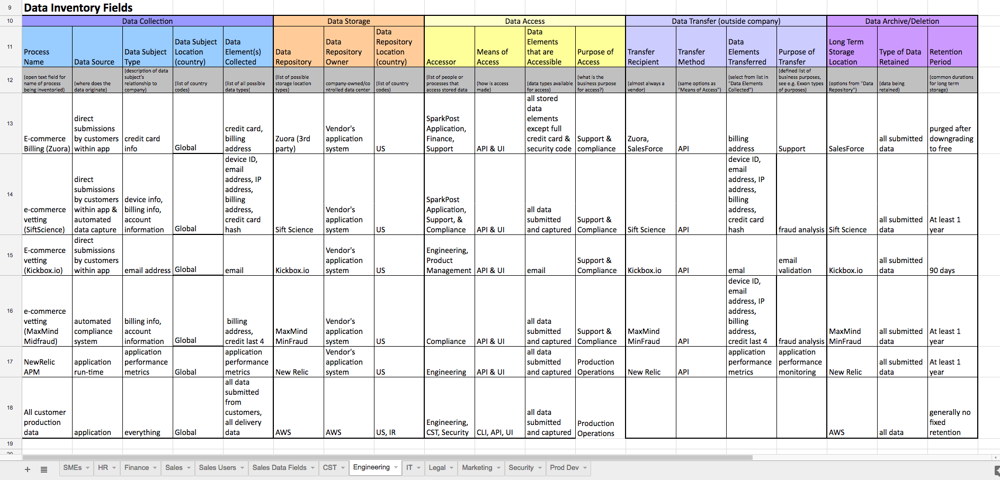 9 Data Inventory Fields
10 Data Collection Data Storage Data Access Data Transfer (outside company) Data Archive/Deletion
11
Process
Name
Data Source
Data Subject
Type
Data Subject
Location
(country)
Data
Element(s)
Collected
Data
Repository
Data
Repository
Owner
Data
Repository
Location
(country)
Accessor
Means of
Access
Data
Elements
that are
Accessible
Purpose of
Access
Transfer
Recipient
Transfer
Method
Data
Elements
Transferred
Purpose of
Transfer
Long Term
Storage
Location
Type of Data
Retained
Retention
Period
12
(open text field for
name of process
being inventoried)
(where does the
data originate)
(description of data
subject's
relationship to
company)
(list of country
codes)
(list of all possible
data types(
(list of possible
storage location
types)
company-owned/co
ntrolled data center
(list of country
codes)
(list of people or
processes that
access stored data
(how is access
made)
(data types available
for access)
(what is the
business purpose
for access?)
(almost always a
vendor)
(same options as
"Means of Access")
(select from list in
"Data Elements
Collected")
(defined list of
business purposes,
see e.g. Exxon types
of purposes)
(options from "Data
Repository")
(data being
retained)
(common durations
for long term
storage)
13
E-commerce
Billing (Zuora)
direct
submissions
by customers
within app
credit card
info
Global
credit card,
billing
address
Zuora (3rd
party)
Vendor's
application
system
US
SparkPost
Application,
Finance,
Support
API & UI
all stored
data
elements
except full
credit card &
security code
Support &
compliance
Zuora,
SalesForce
API
billing
address
Support
SalesForce
all submitted
data
purged after
downgrading
to free
14
e-commerce
vetting
(SiftScience)
direct
submissions
by customers
within app &
automated
data capture
device info,
billing info,
account
information
Global
device ID,
email
address, IP
address,
billing
address,
credit card
hash
Sift Science
Vendor's
application
system
US
SparkPost
Application,
Support, &
Compliance
API & UI
all data
submitted
and captured
Support &
Compliance
Sift Science
API
device ID,
email
address, IP
address,
billing
address,
credit card
hash
fraud analysis
Sift Science
all submitted
data
At least 1
year
15
E-commerce
vetting
(Kickbox.io)
direct
submissions
by customers
within app
email address
Global
email
Kickbox.io
Vendor's
application
system
US
Engineering,
Product
Management
API & UI
email
Support &
Compliance
Kickbox.io
API
emal
email
validation
Kickbox.io
all submitted
data
90 days
16
e-commerce
vetting
(MaxMind
Midfraud)
automated
compliance
system
billing info,
account
information
Global
billing
address,
credit last 4
MaxMind
MinFraud
Vendor's
application
system
US
Compliance
API & UI
all data
submitted
and captured
Support &
Compliance
MaxMind
MinFraud
API
device ID,
email
address, IP
address,
billing
address,
credit last 4
fraud analysis
MaxMind
MinFraud
all submitted
data
At least 1
year
17
NewRelic
APM
application
run-time
application
performance
metrics
Global
application
performance
metrics
New Relic
Vendor's
application
system
US
Engineering
API & UI
all data
submitted
and captured
Production
Operations
New Relic
API
application
performance
metrics
application
performance
monitoring
New Relic
all submitted
data
At least 1
year
18
All customer
production
data
application
everything
Global
all data
submitted
from
customers,
all delivery
data
AWS
AWS
US, IR
Engineering,
CST, Security
CLI, API, UI
all data
submitted
and captured
Production
Operations
AWS
all data
generally no
fixed
retention
19
20
SMEs HR Finance Sales Sales Users Sales Data Fields CST Engineering IT Legal Marketing Security Prod Dev